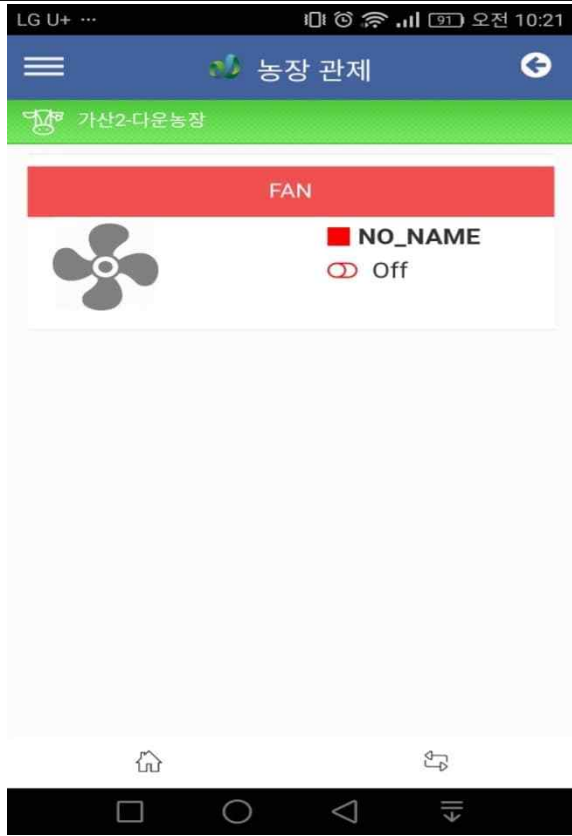 LG U+ ··· 91 오전 10:21
농장 관제
가산2-다운농장
FAN
NO_NAME
Off